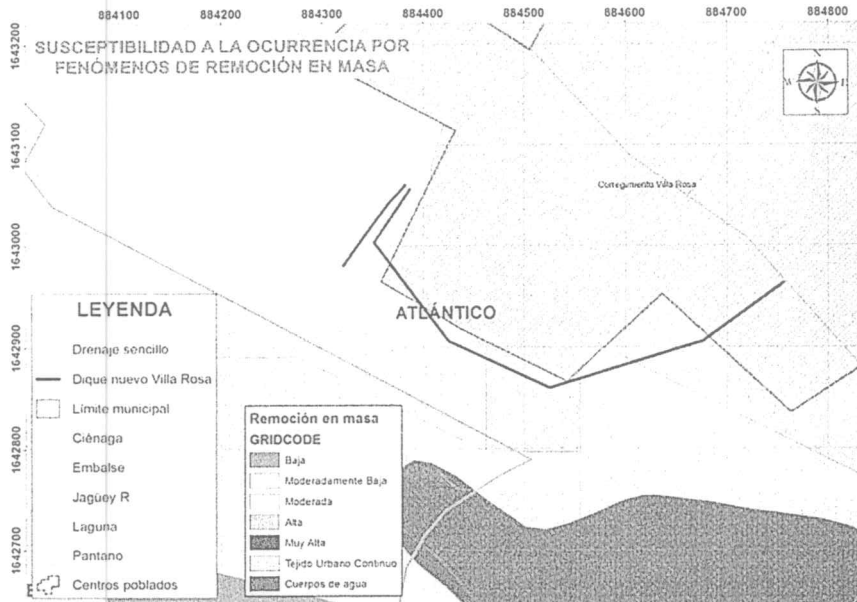 884100 884200 884300 884400 884500 884600 884700 884800
SUSCEPTIBILIDAD A LA OCURRENCIA POR
FENÓMENOS DE REMOCIÓN EN MASA
N
W
E
S
1643200
1643100
1643000
1642900
1642800
1642700
Corregimiento Villa Rosa
ATLÁNTICO
LEYENDA
Drenaje sencillo
Dique nuevo Villa Rosa
Límite municipal
Ciénaga
Embalse
Jagüey R
Laguna
Pantano
Centros poblados
Remoción en masa
GRIDCODE
Baja
Moderadamente Baja
Moderada
Alta
Muy Alta
Tejido Urbano Continuo
Cuerpos de agua